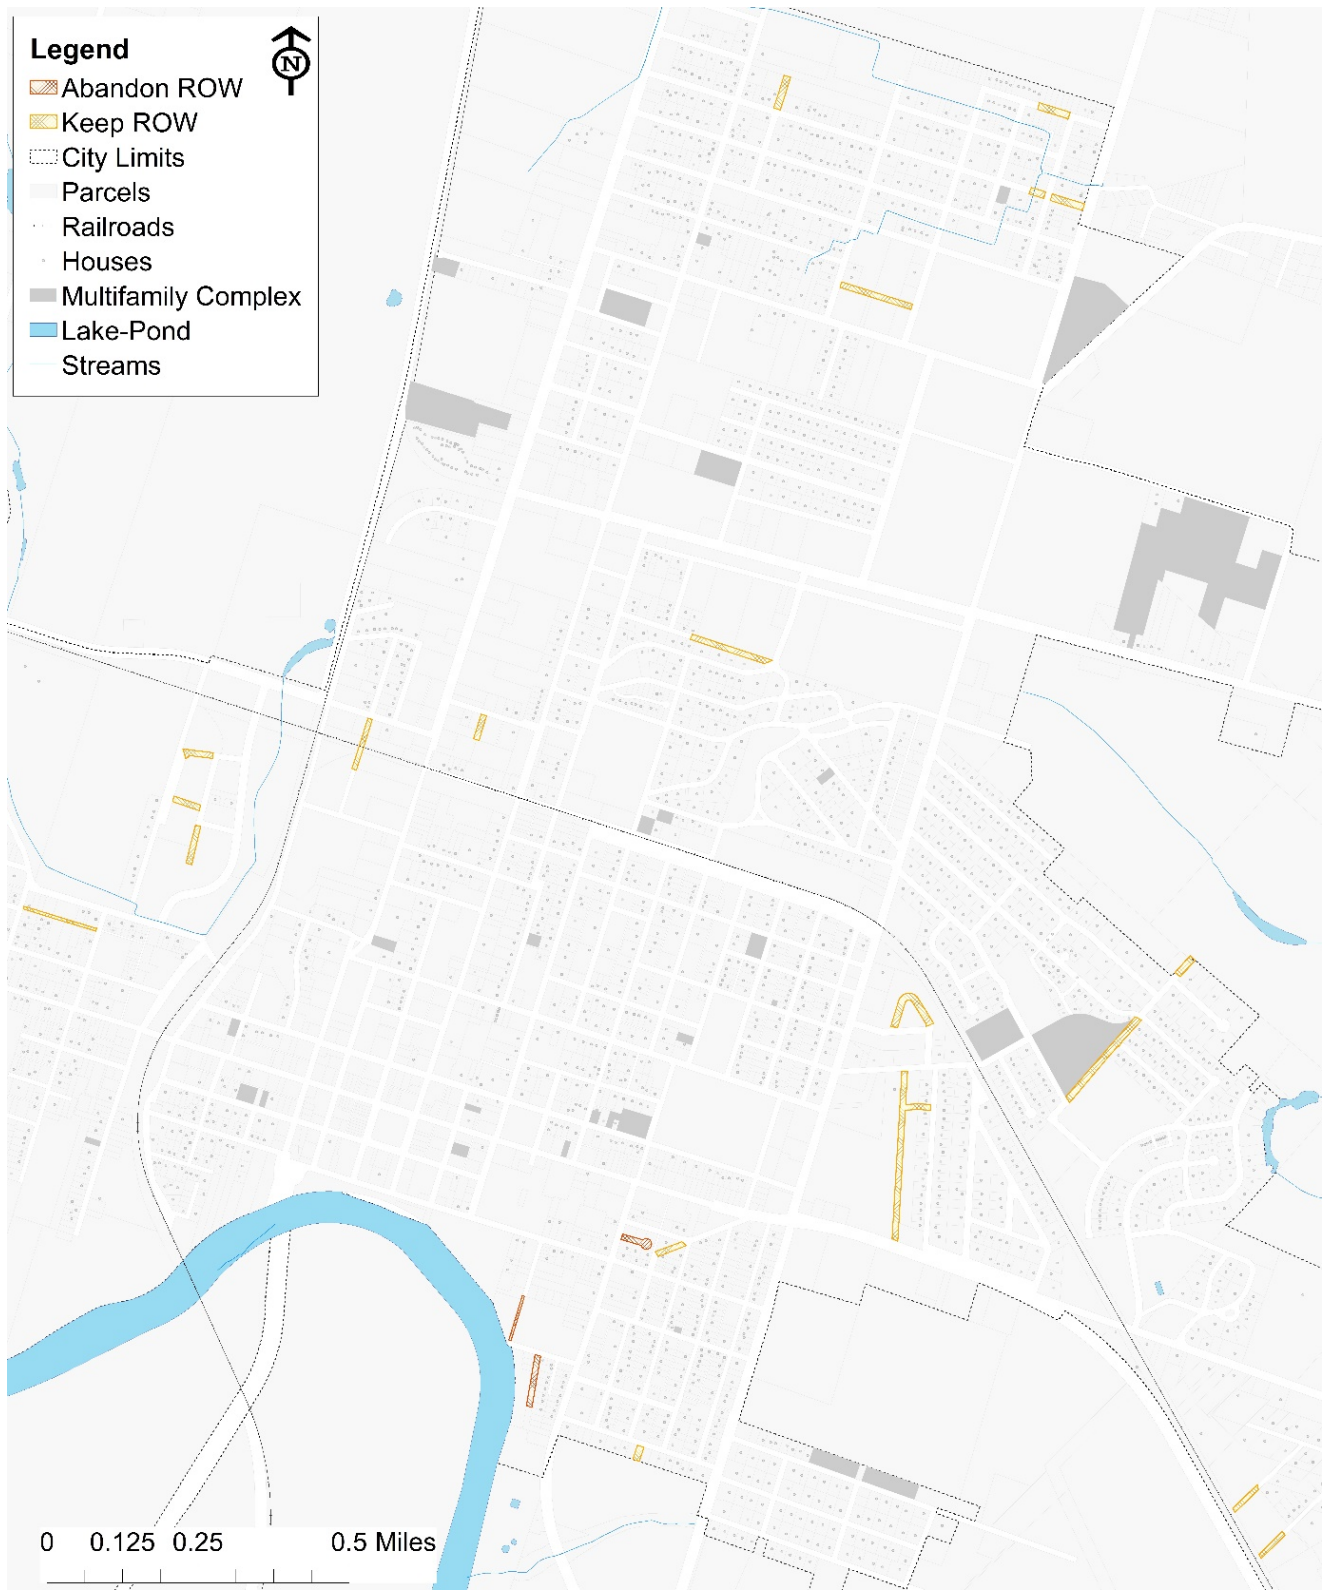 Legend
N
Abandon ROW
Keep ROW
City Limits
Parcels
Railroads
Houses
Multifamily Complex
Lake-Pond
Streams
0 0.125 0.25 0.5 Miles